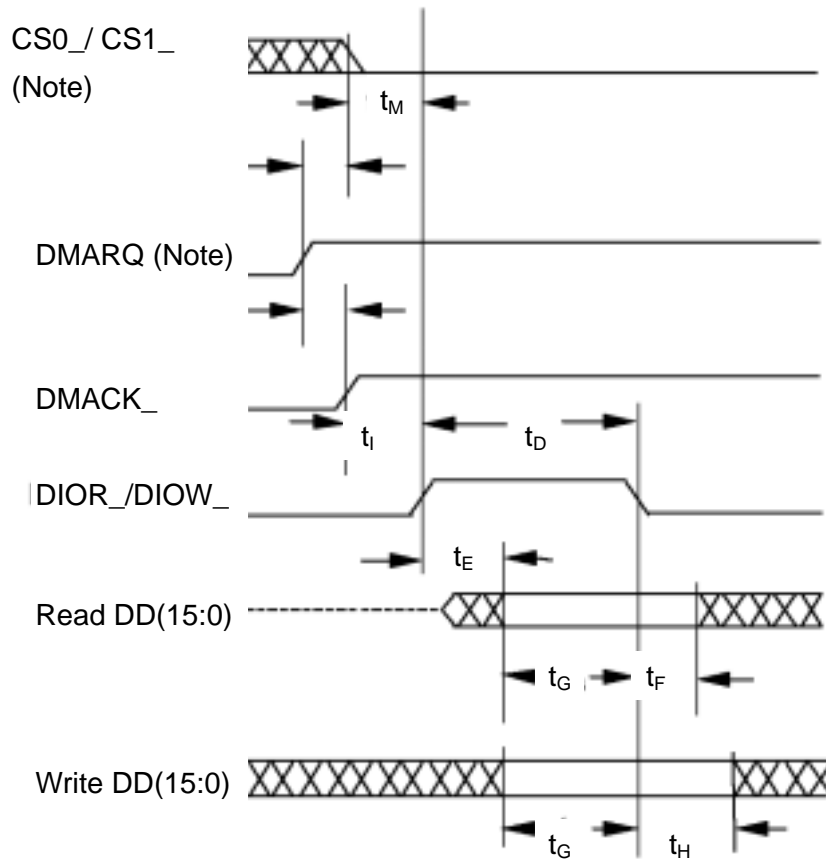 CS0_/ CS1_
(Note)
tM
DMARQ (Note)
DMACK_
tI
tD
DIOR_/DIOW_
tE
Read DD(15:0)
tG
tF
Write DD(15:0)
tG
tH